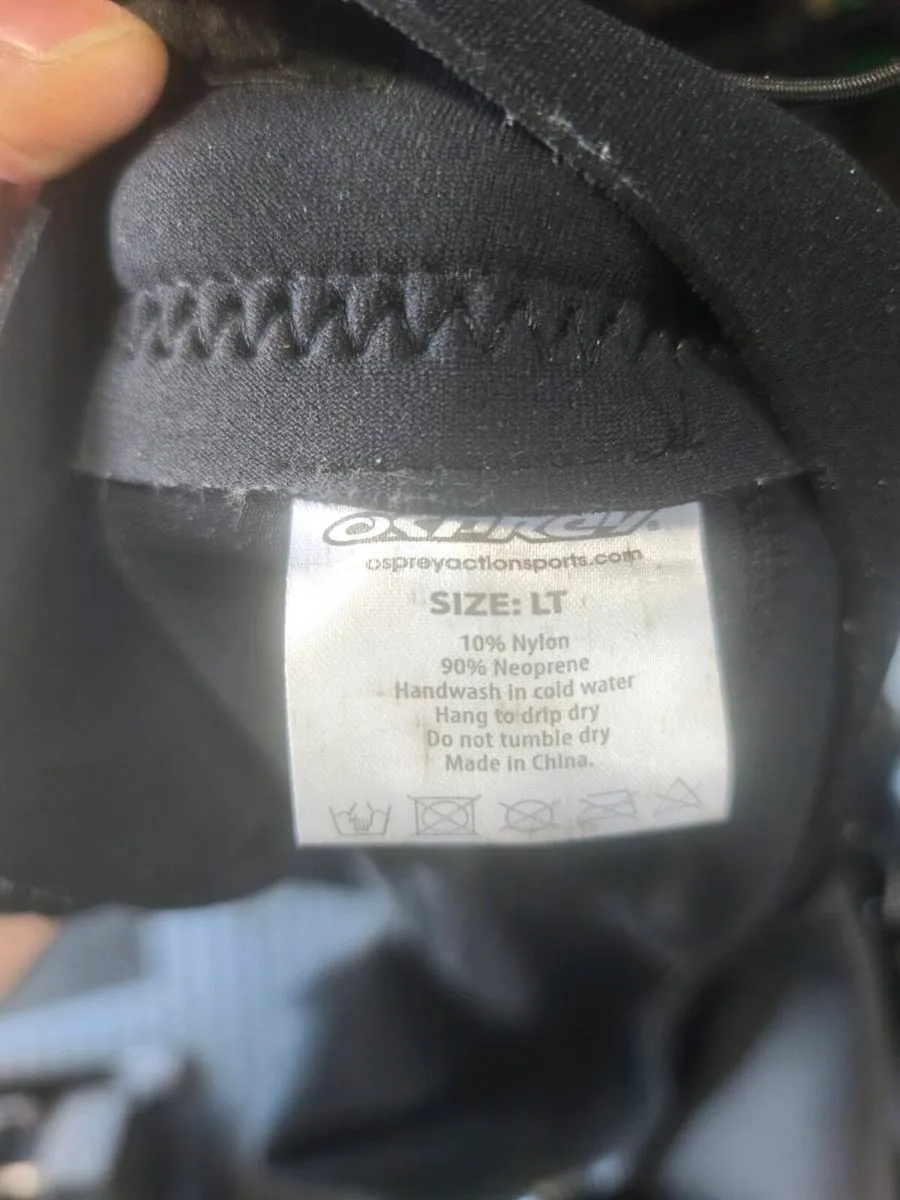 OSPREY®
ospreyactionsports.com
SIZE: LT
10% Nylon
90% Neoprene
Handwash in cold water
Hang to drip dry
Do not tumble dry
Made in China.